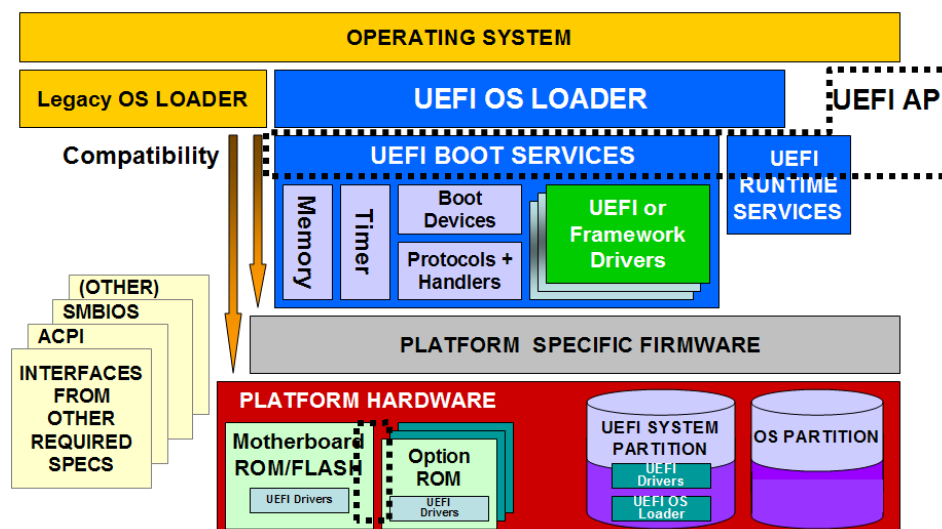 OPERATING SYSTEM
Legacy OS LOADER
UEFI OS LOADER
UEFI AP
Compatibility
UEFI BOOT SERVICES
UEFI
RUNTIME
SERVICES
Memory
Timer
Boot
Devices
Protocols +
Handlers
UEFI or
Framework
Drivers
(OTHER)
SMBIOS
ACPI
INTERFACES
FROM
OTHER
REQUIRED
SPECS
PLATFORM SPECIFIC FIRMWARE
PLATFORM HARDWARE
Motherboard
ROM/FLASH
UEFI Drivers
Option
ROM
UEFI
Drivers
UEFI SYSTEM
PARTITION
UEFI
Drivers
UEFI OS
Loader
OS PARTITION